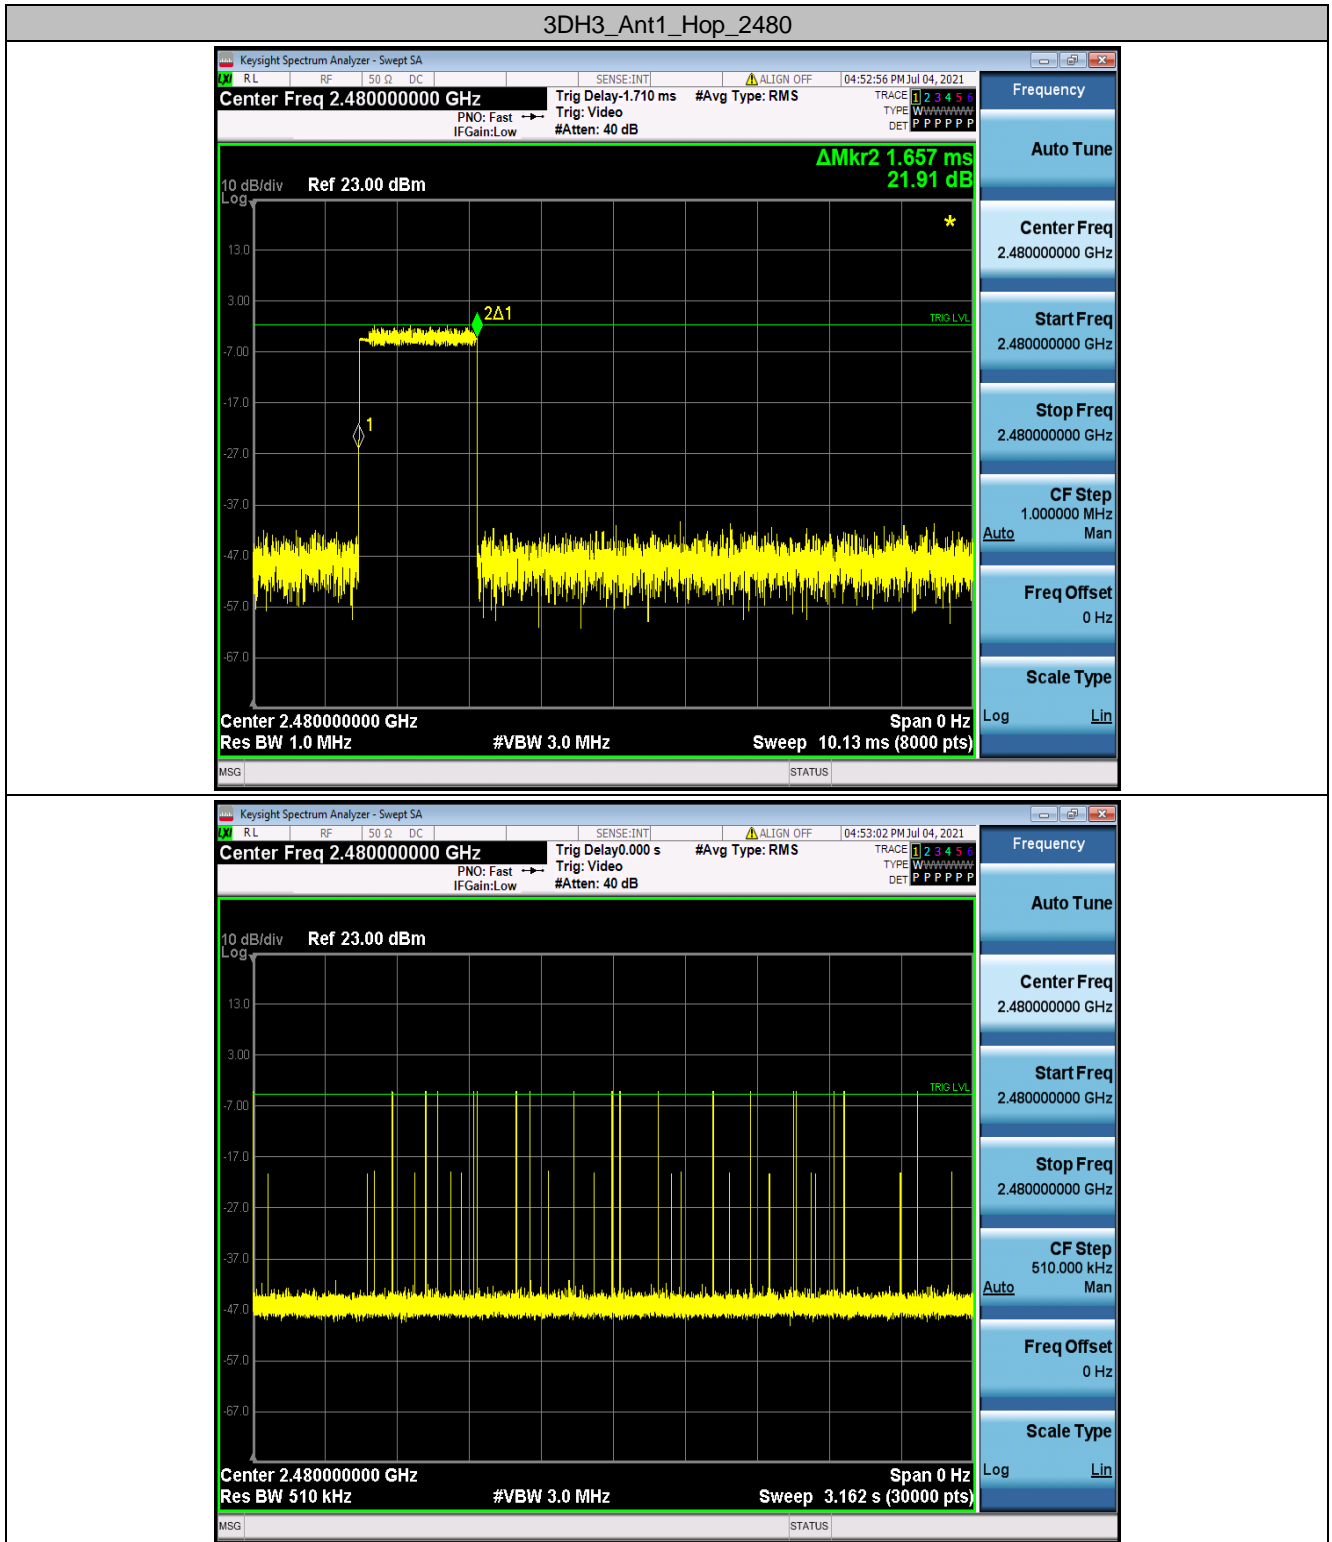 3DH3_Ant1_Hop_2480
Keysight Spectrum Analyzer - Swept SA
LXI RL RF 50 Ω DC SENSE:INT ALIGN OFF 04:52:56 PM Jul 04, 2021
Center Freq 2.480000000 GHz
PNO: Fast
IFGain:Low
Trig Delay-1.710 ms
Trig: Video
#Atten: 40 dB
#Avg Type: RMS
TRACE 1 2 3 4 5 6
TYPE WWWWWW
DET P P P P P P
ΔMkr2 1.657 ms
21.91 dB
10 dB/div
Log
Ref 23.00 dBm
*
13.0
3.00
TRIG LVL
2Δ1
-7.00
-17.0
1
-27.0
-37.0
-47.0
-57.0
-67.0
Center 2.480000000 GHz Span 0 Hz
Res BW 1.0 MHz #VBW 3.0 MHz Sweep 10.13 ms (8000 pts)
MSG STATUS
Frequency
Auto Tune
Center Freq
2.480000000 GHz
Start Freq
2.480000000 GHz
Stop Freq
2.480000000 GHz
CF Step
1.000000 MHz
Auto Man
Freq Offset
0 Hz
Scale Type
Log Lin
Keysight Spectrum Analyzer - Swept SA
LXI RL RF 50 Ω DC SENSE:INT ALIGN OFF 04:53:02 PM Jul 04, 2021
Center Freq 2.480000000 GHz
PNO: Fast
IFGain:Low
Trig Delay0.000 s
Trig: Video
#Atten: 40 dB
#Avg Type: RMS
TRACE 1 2 3 4 5 6
TYPE WWWWWW
DET P P P P P P
10 dB/div
Log
Ref 23.00 dBm
13.0
3.00
TRIG LVL
-7.00
-17.0
-27.0
-37.0
-47.0
-57.0
-67.0
Center 2.480000000 GHz Span 0 Hz
Res BW 510 kHz #VBW 3.0 MHz Sweep 3.162 s (30000 pts)
MSG STATUS
Frequency
Auto Tune
Center Freq
2.480000000 GHz
Start Freq
2.480000000 GHz
Stop Freq
2.480000000 GHz
CF Step
510.000 kHz
Auto Man
Freq Offset
0 Hz
Scale Type
Log Lin